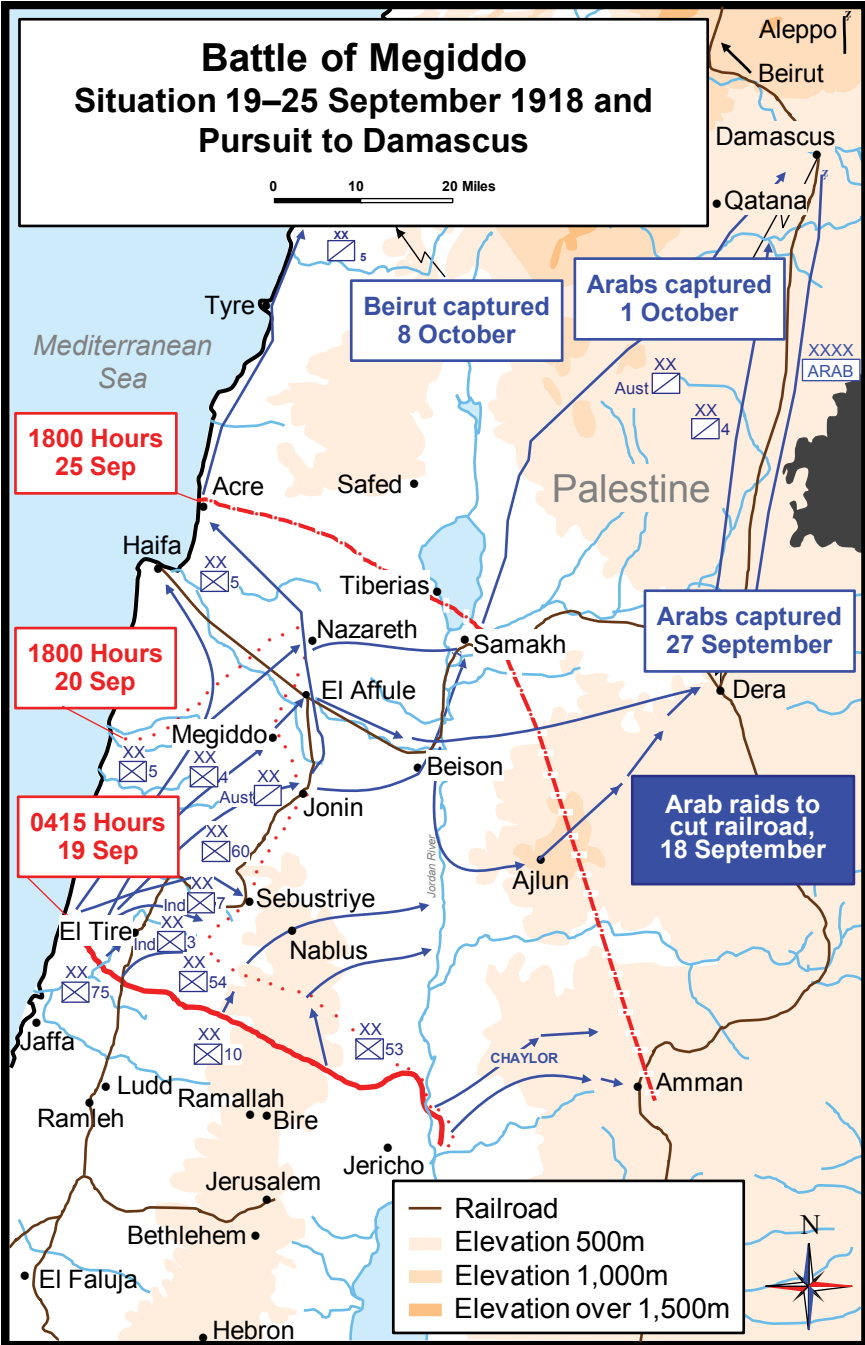 Battle of Megiddo
Situation 19–25 September 1918 and
Pursuit to Damascus
0 10 20 Miles
Aleppo
Beirut
Damascus
Qatana
XX
5
Beirut captured
8 October
Arabs captured
1 October
Tyre
Mediterranean
Sea
XXXX
ARAB
XX
Aust
XX
4
1800 Hours
25 Sep
Acre
Safed
Palestine
Haifa
XX
5
Tiberias
Arabs captured
27 September
1800 Hours
20 Sep
Nazareth
Samakh
El Affule
Dera
Megiddo
XX
5
XX
4
Beison
XX
Aust
Jonin
Arab raids to
cut railroad,
18 September
0415 Hours
19 Sep
XX
60
Jordan River
Ajlun
XX
Ind 7
Sebustriye
El Tire
XX
Ind 3
Nablus
XX
54
XX
75
Jaffa
XX
10
XX
53
CHAYLOR
Amman
Ludd
Ramleh
Ramallah
Bire
Jericho
Jerusalem
Bethlehem
El Faluja
Hebron
Railroad
Elevation 500m
Elevation 1,000m
Elevation over 1,500m
N